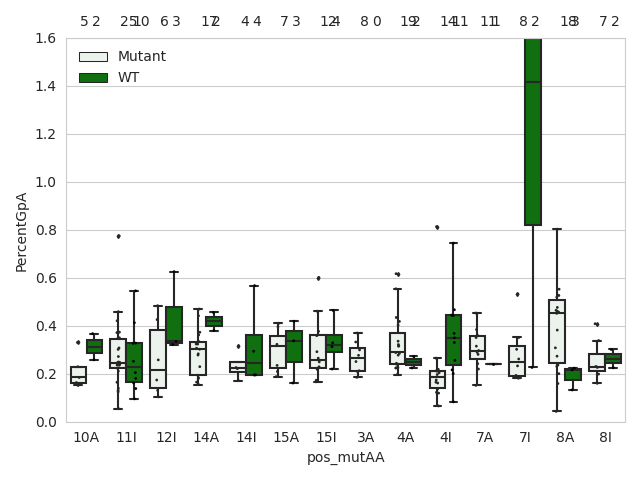 5 2 25 10 6 3 17 2 4 4 7 3 12 4 8 0 19 2 14 11 11 1 8 2 18 3 7 2
1.6
Mutant
WT
1.4
1.2
1.0
0.8
0.6
0.4
0.2
0.0
PercentGpA
10A 11I 12I 14A 14I 15A 15I 3A 4A 4I 7A 7I 8A 8I
pos_mutAA